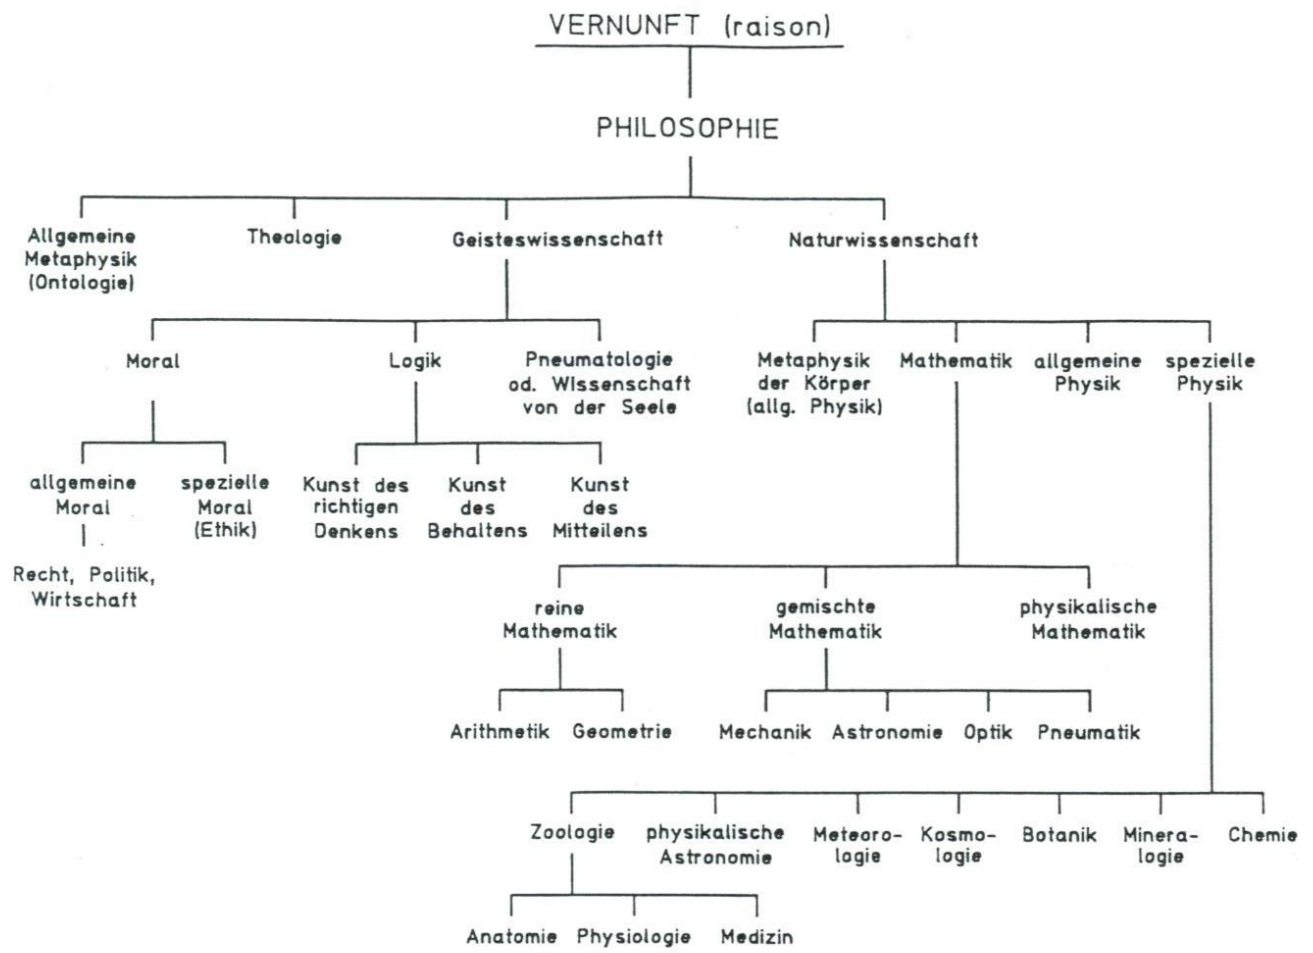 VERNUNFT (raison)
PHILOSOPHIE
Allgemeine
Metaphysik
(Ontologie)
Theologie
Geisteswissenschaft
Naturwissenschaft
Moral
Logik
Pneumatologie
od. Wissenschaft
von der Seele
Metaphysik
der Körper
(allg. Physik)
Mathematik
allgemeine
Physik
spezielle
Physik
allgemeine
Moral
spezielle
Moral
(Ethik)
Kunst des
richtigen
Denkens
Kunst
des
Behaltens
Kunst
des
Mitteilens
Recht, Politik,
Wirtschaft
reine
Mathematik
gemischte
Mathematik
physikalische
Mathematik
Arithmetik
Geometrie
Mechanik
Astronomie
Optik
Pneumatik
Zoologie
physikalische
Astronomie
Meteoro-
logie
Kosmo-
logie
Botanik
Minera-
logie
Chemie
Anatomie
Physiologie
Medizin